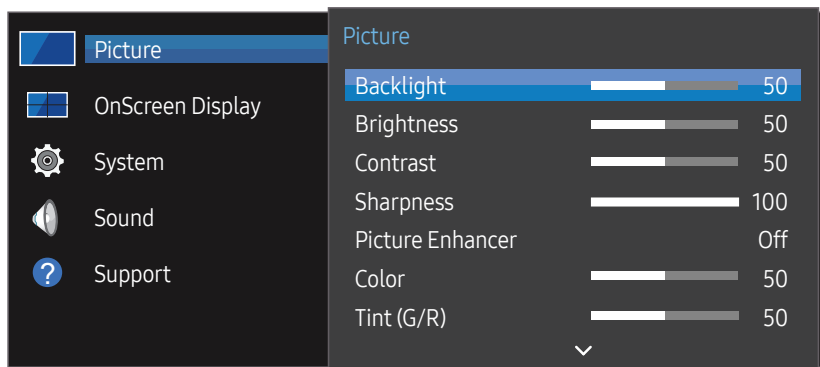 Picture
OnScreen Display
System
Sound
? Support
Picture
Backlight 50
Brightness 50
Contrast 50
Sharpness 100
Picture Enhancer Off
Color 50
Tint (G/R) 50